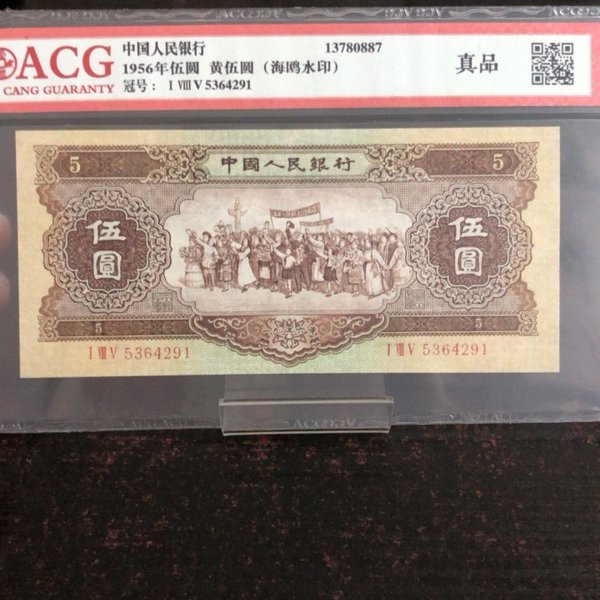 ACG
CANG GUARANTY
中国人民银行
13780887
1956年伍圆 黄伍圆（海鸥水印）
冠号： I VIII V 5364291
真品
中國人民銀行
5
5
伍圓
伍圓
5
5
I VIII V 5364291
I VIII V 5364291